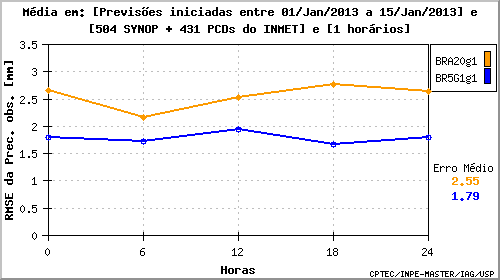 Média em: [Previsões iniciadas entre 01/Jan/2013 a 15/Jan/2013] e
[504 SYNOP + 431 PCDs do INMET] e [1 horários]
RMSE da Prec. obs. [mm]
3.5
3
2.5
2
1.5
1
0.5
0
0
6
12
18
24
Horas
BRA20g1
BR5G1g1
Erro Médio
2.55
1.79
CPTEC/INPE-MASTER/IAG/USP